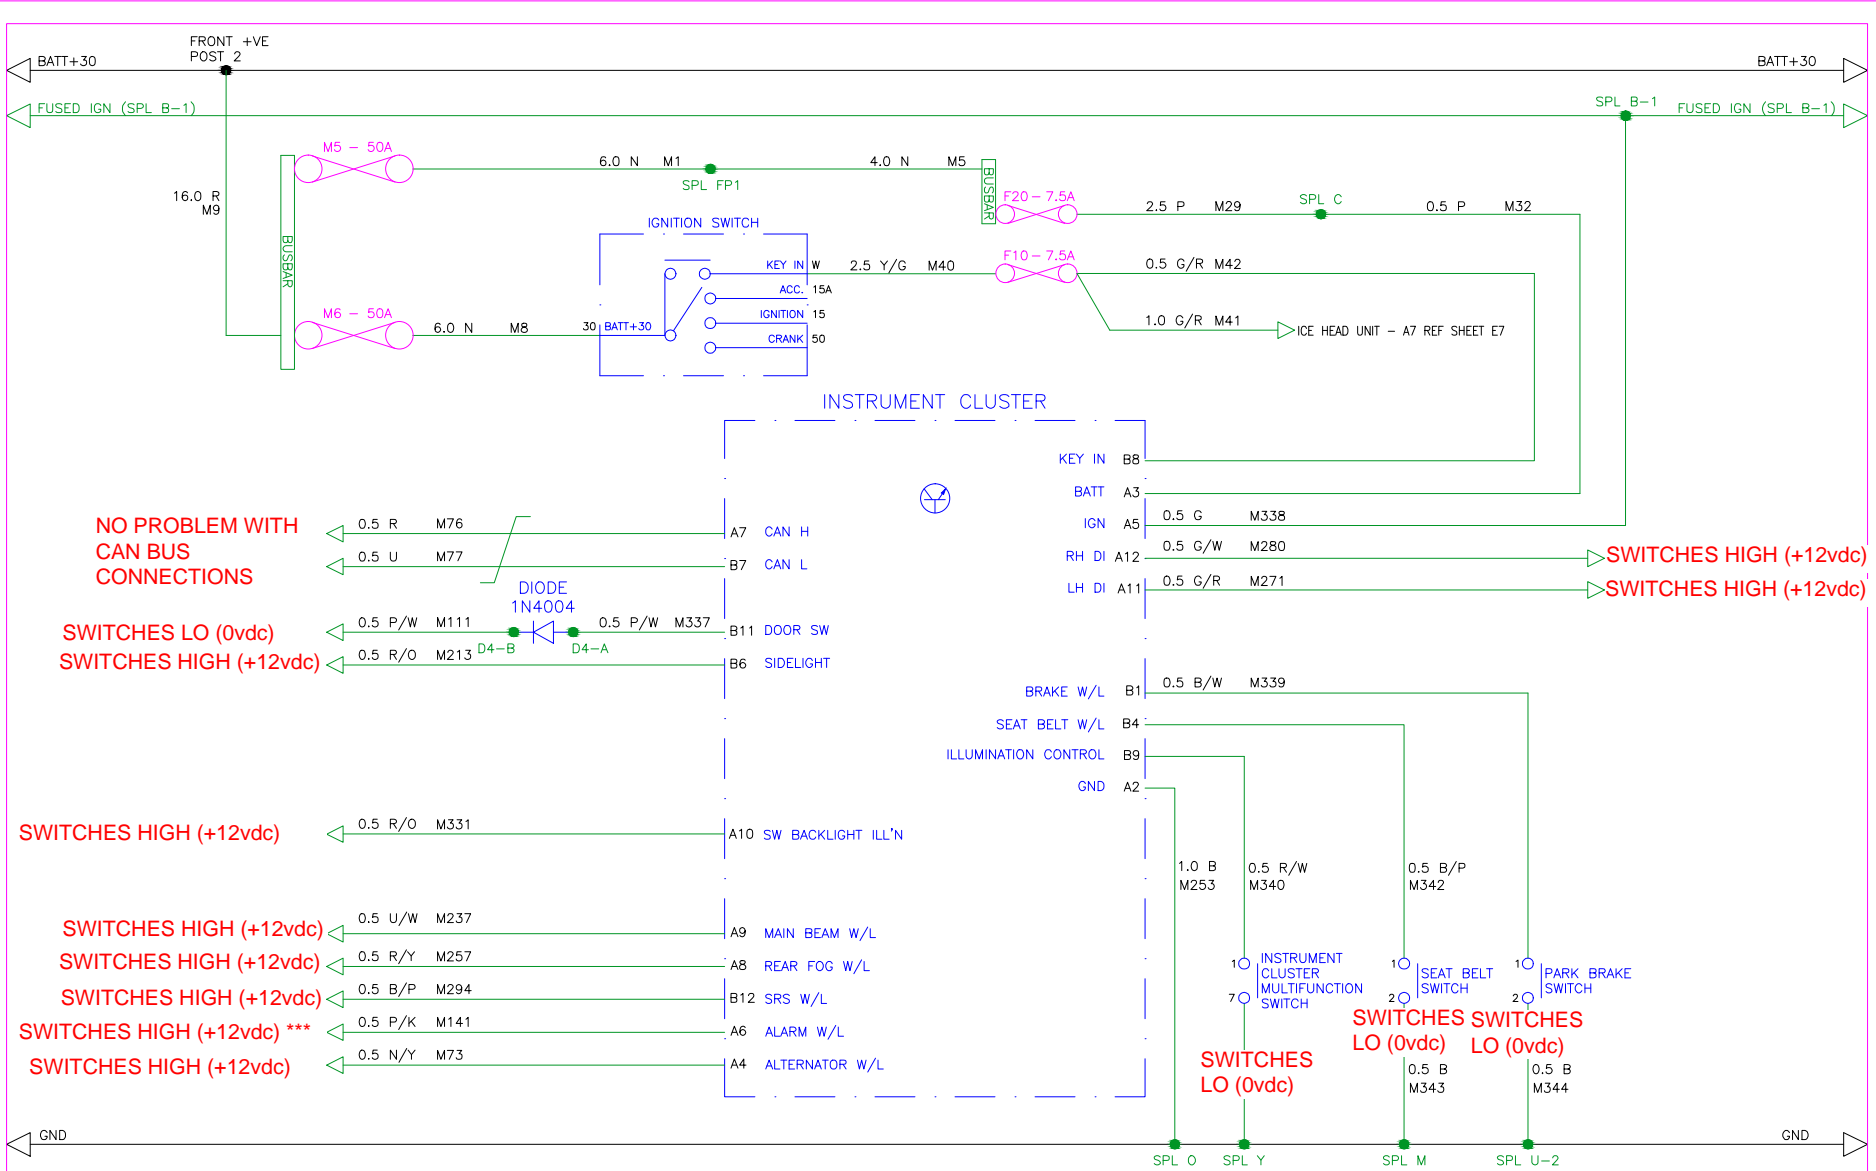 FRONT +VE
POST 2
BATT+30
BATT+30
FUSED IGN (SPL B-1)
SPL B-1
FUSED IGN (SPL B-1)
M5 - 50A
6.0 N M1
SPL FP1
4.0 N M5
BUSBAR
F20-7.5A
2.5 P M29
SPL C
0.5 P M32
16.0 R
M9
BUSBAR
IGNITION SWITCH
KEY IN W
2.5 Y/G M40
F10-7.5A
0.5 G/R M42
ACC. 15A
IGNITION 15
CRANK 50
M6 - 50A
6.0 N M8
30 BATT+30
1.0 G/R M41
ICE HEAD UNIT - A7 REF SHEET E7
INSTRUMENT CLUSTER
KEY IN B8
BATT A3
IGN A5
0.5 G M338
RH DI A12
0.5 G/W M280
SWITCHES HIGH (+12vdc)
LH DI A11
0.5 G/R M271
SWITCHES HIGH (+12vdc)
NO PROBLEM WITH
CAN BUS
CONNECTIONS
0.5 R M76
A7 CAN H
0.5 U M77
B7 CAN L
DIODE
1N4004
SWITCHES LO (0vdc)
0.5 P/W M111
D4-B
D4-A
0.5 P/W M337
B11 DOOR SW
SWITCHES HIGH (+12vdc)
0.5 R/O M213
B6 SIDELIGHT
BRAKE W/L B1
0.5 B/W M339
SEAT BELT W/L B4
ILLUMINATION CONTROL B9
GND A2
SWITCHES HIGH (+12vdc)
0.5 R/O M331
A10 SW BACKLIGHT ILL'N
1.0 B
M253
0.5 R/W
M340
0.5 B/P
M342
SWITCHES HIGH (+12vdc)
0.5 U/W M237
A9 MAIN BEAM W/L
SWITCHES HIGH (+12vdc)
0.5 R/Y M257
A8 REAR FOG W/L
SWITCHES HIGH (+12vdc)
0.5 B/P M294
B12 SRS W/L
SWITCHES HIGH (+12vdc) ***
0.5 P/K M141
A6 ALARM W/L
SWITCHES HIGH (+12vdc)
0.5 N/Y M73
A4 ALTERNATOR W/L
1
7
INSTRUMENT
CLUSTER
MULTIFUNCTION
SWITCH
1
2
SEAT BELT
SWITCH
1
2
PARK BRAKE
SWITCH
SWITCHES
LO (0vdc)
SWITCHES
LO (0vdc)
SWITCHES
LO (0vdc)
0.5 B
M343
0.5 B
M344
GND
GND
SPL O
SPL Y
SPL M
SPL U-2